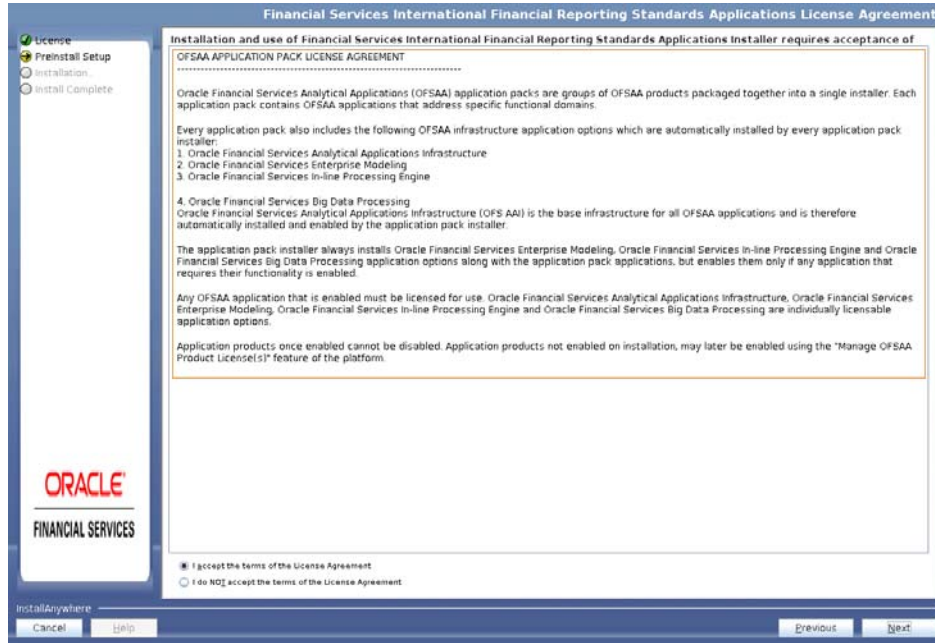 Financial Services International Financial Reporting Standards Applications License Agreement
License
Preinstall Setup
Installation...
Install Complete
Installation and use of Financial Services International Financial Reporting Standards Applications Installer requires acceptance of
OFSAA APPLICATION PACK LICENSE AGREEMENT
------------------------------------------------------------------------
Oracle Financial Services Analytical Applications (OFSAA) application packs are groups of OFSAA products packaged together into a single installer. Each
application pack contains OFSAA applications that address specific functional domains.
Every application pack also includes the following OFSAA infrastructure application options which are automatically installed by every application pack
installer:
1. Oracle Financial Services Analytical Applications Infrastructure
2. Oracle Financial Services Enterprise Modeling
3. Oracle Financial Services In-line Processing Engine
4. Oracle Financial Services Big Data Processing
Oracle Financial Services Analytical Applications Infrastructure (OFS AAI) is the base infrastructure for all OFSAA applications and is therefore
automatically installed and enabled by the application pack installer.
The application pack installer always installs Oracle Financial Services Enterprise Modeling, Oracle Financial Services In-line Processing Engine and Oracle
Financial Services Big Data Processing application options along with the application pack applications, but enables them only if any application that
requires their functionality is enabled.
Any OFSAA application that is enabled must be licensed for use. Oracle Financial Services Analytical Applications Infrastructure, Oracle Financial Services
Enterprise Modeling, Oracle Financial Services In-line Processing Engine and Oracle Financial Services Big Data Processing are individually licensable
application options.
Application products once enabled cannot be disabled. Application products not enabled on installation, may later be enabled using the "Manage OFSAA
Product License(s)" feature of the platform.
ORACLE
FINANCIAL SERVICES
I accept the terms of the License Agreement
I do NOT accept the terms of the License Agreement
InstallAnywhere
Cancel
Help
Previous
Next